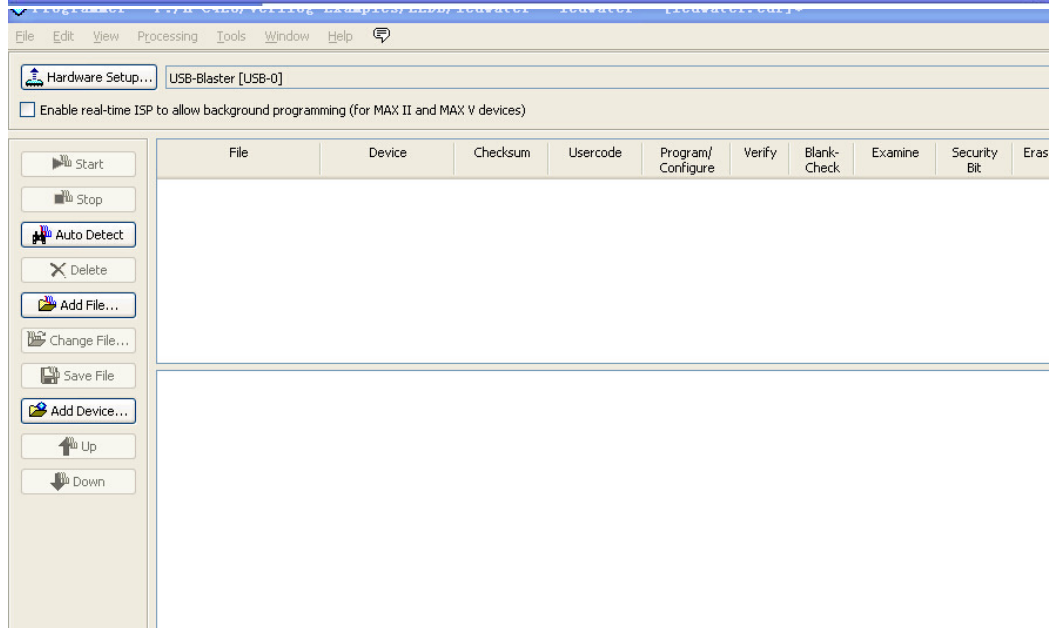 File Edit View Processing Tools Window Help
Hardware Setup... USB-Blaster [USB-0]
Enable real-time ISP to allow background programming (for MAX II and MAX V devices)
File Device Checksum Usercode Program/ Verify Blank- Examine Security Eras
Configure Check Bit
Start
Stop
Auto Detect
Delete
Add File...
Change File...
Save File
Add Device...
Up
Down